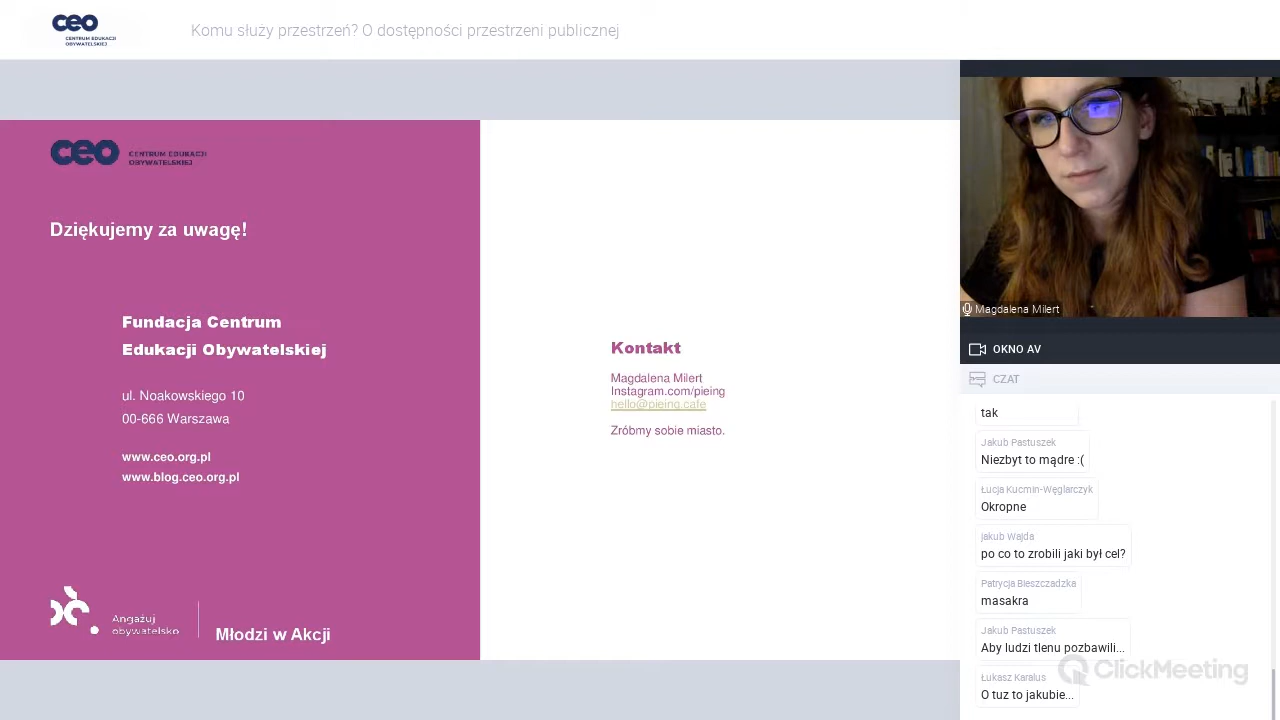 ceo
CENTRUM EDUKACJI
OBYWATELSKIEJ
Komu służy przestrzeń? O dostępności przestrzeni publicznej
ceo
CENTRUM EDUKACJI
OBYWATELSKIEJ
Dziękujemy za uwagę!
Fundacja Centrum
Edukacji Obywatelskiej
ul. Noakowskiego 10
00-666 Warszawa
www.ceo.org.pl
www.blog.ceo.org.pl
Angażuj
obywatelsko
Młodzi w Akcji
Kontakt
Magdalena Milert
Instagram.com/pieing
hello@pieing.cafe
Zróbmy sobie miasto.
Magdalena Milert
OKNO AV
CZAT
tak
Jakub Pastuszek
Niezbyt to mądre :(
Łucja Kucmin-Węglarczyk
Okropne
jakub Wajda
po co to zrobili jaki był cel?
Patrycja Bieszczadzka
masakra
Jakub Pastuszek
Aby ludzi tlenu pozbawili...
Łukasz Karalus
O tuz to jakubie...
ClickMeeting